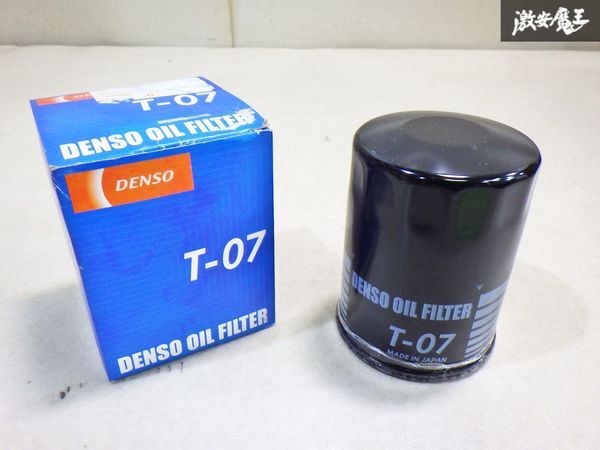 激安魔王
T-07
DENSO OIL FILTER
DENSO
T-07
DENSO OIL FILTER
DENSO OIL FILTER
T-07
MADE IN JAPAN